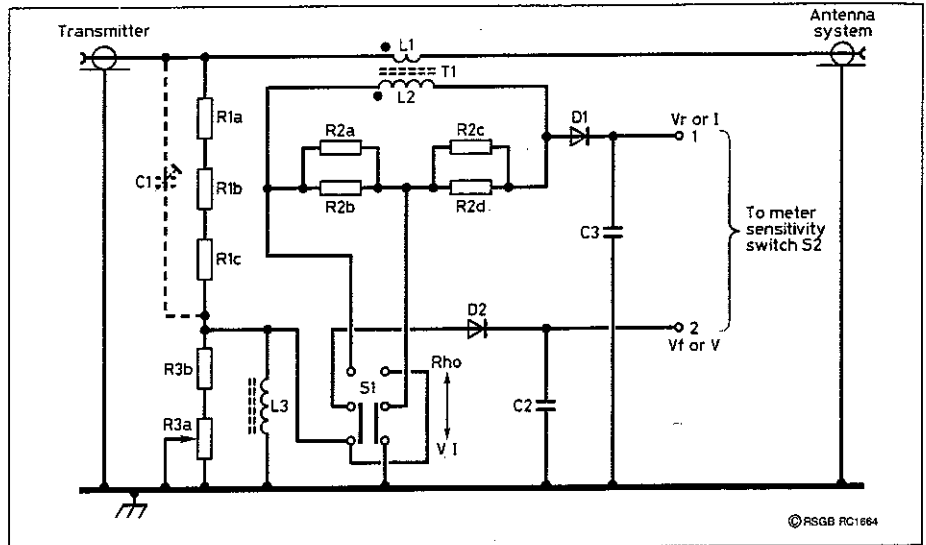 Transmitter
Antenna
system
L1
T1
L2
R1a
R2a
R2c
D1
Vr or I
1
C1
R1b
R2b
R2d
To meter
sensitivity
switch S2
C3
R1c
D2
2
Vf or V
Rho
R3b
S1
L3
C2
R3a
V I
© RSGB RC1664